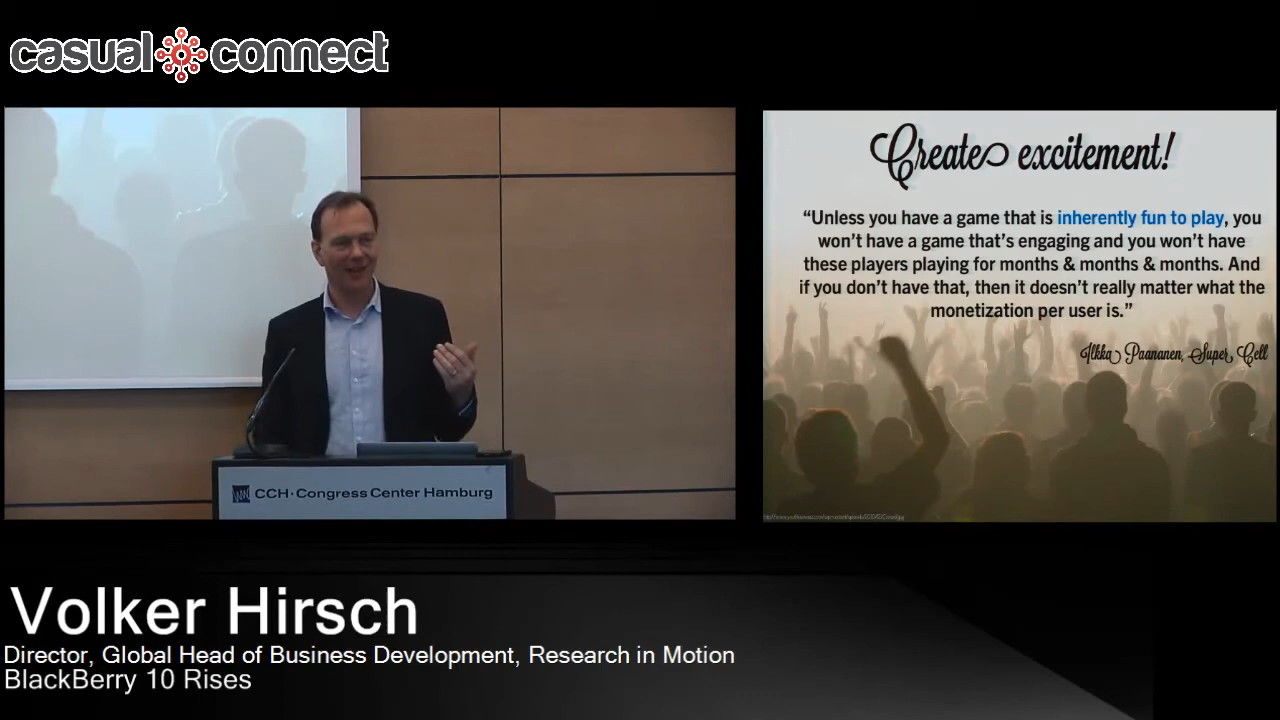 casual connect
CCH·Congress Center Hamburg
Create excitement!
“Unless you have a game that is inherently fun to play, you
won’t have a game that’s engaging and you won’t have
these players playing for months & months & months. And
if you don’t have that, then it doesn’t really matter what the
monetization per user is.”
Ilkka Paananen, Super Cell
Volker Hirsch
Director, Global Head of Business Development, Research in Motion
BlackBerry 10 Rises